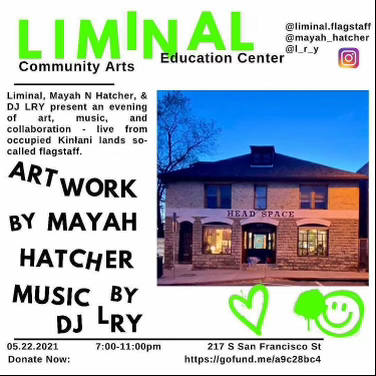 LIMINAL
Community Arts
Education Center
@liminal.flagstaff
@mayah_hatcher
@l_r_y
Liminal, Mayah N Hatcher, &
DJ LRY present an evening
of art, music, and
collaboration - live from
occupied Kinłani lands so-
called flagstaff.
ARTWORK
BY MAYAH
HATCHER
MUSIC BY
DJ LRY
HEAD SPACE
05.22.2021
7:00-11:00pm
217 S San Francisco St
Donate Now:
https://gofund.me/a9c28bc4